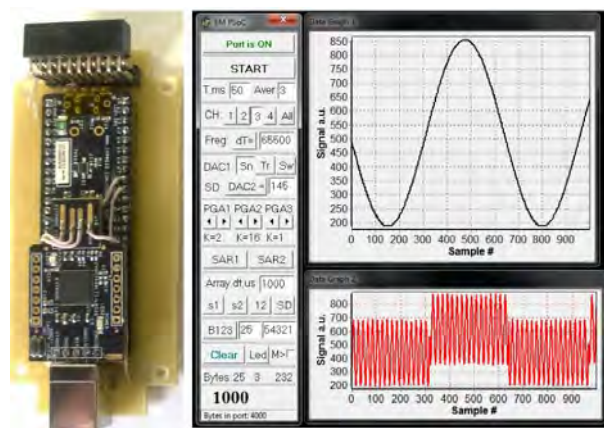 EM PSoC
Port is ON
START
T,ms 50 Aver 3
CH: 1 2 3 4 All
Freq dT= 65500
DAC1 Sn Tr Sw
SD DAC2 = 145
PGA1 PGA2 PGA3
K=2 K=16 K=1
SAR1 SAR2
Array,dt,us 1000
s1 s2 12 SD
B123 25 54321
Clear Led
Bytes 25 3 232
1000
Bytes in port: 4000
Data Graph 1
Signal a.u.
850
800
750
700
650
600
550
500
450
400
350
300
250
200
0 100 200 300 400 500 600 700 800 900
Sample #
Data Graph 2
Signal a.u.
800
700
600
500
400
300
200
0 100 200 300 400 500 600 700 800 900
Sample #